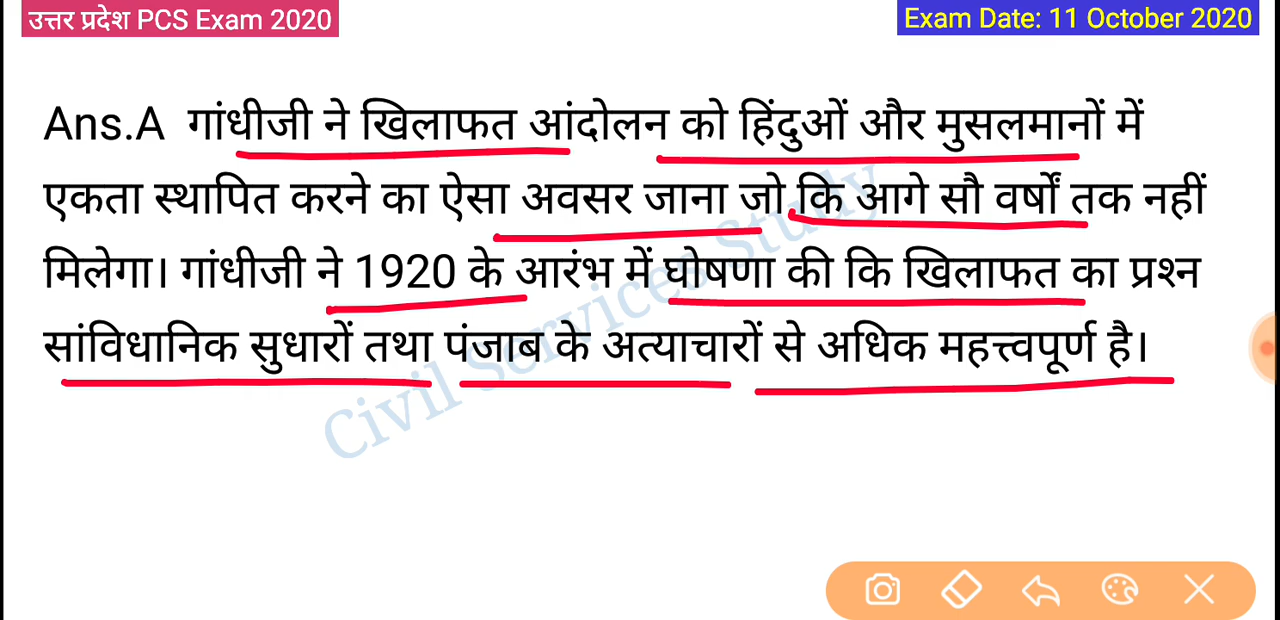 उत्तर प्रदेश PCS Exam 2020
Exam Date: 11 October 2020
Ans.A गांधीजी ने खिलाफत आंदोलन को हिंदुओं और मुसलमानों में
एकता स्थापित करने का ऐसा अवसर जाना जो कि आगे सौ वर्षों तक नहीं
मिलेगा। गांधीजी ने 1920 के आरंभ में घोषणा की कि खिलाफत का प्रश्न
सांविधानिक सुधारों तथा पंजाब के अत्याचारों से अधिक महत्त्वपूर्ण है।
Civil Services Study